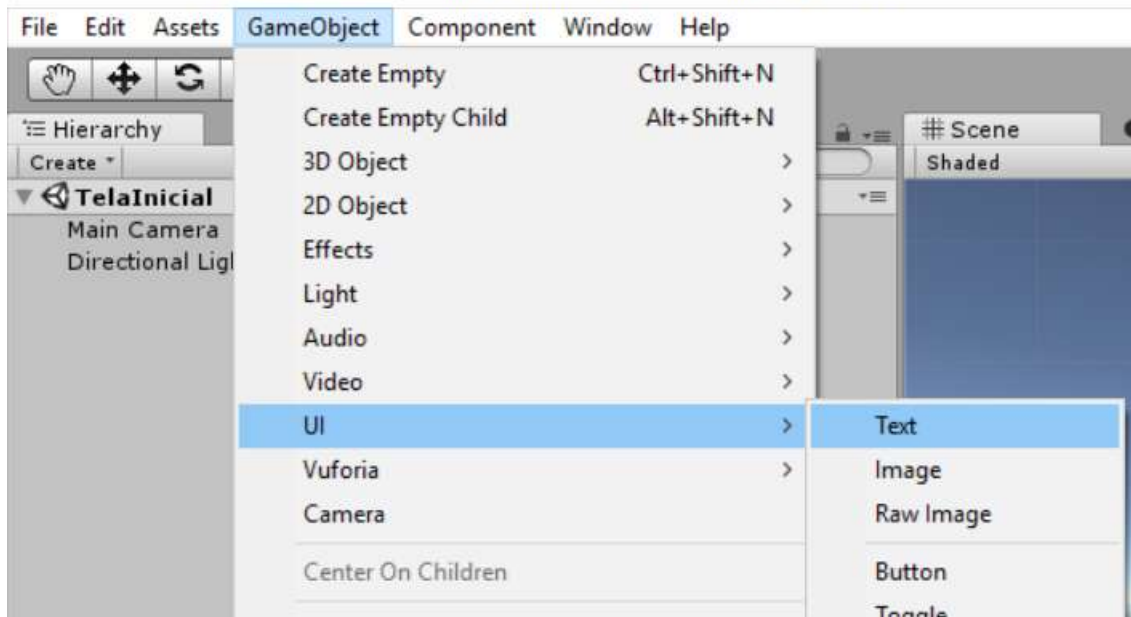 File Edit Assets GameObject Component Window Help
Create Empty Ctrl+Shift+N
Create Empty Child Alt+Shift+N
Hierarchy
Scene
Create
3D Object
Shaded
TelaInicial
2D Object
Main Camera
Effects
Directional Ligh
Light
Audio
Video
UI
Text
Vuforia
Image
Camera
Raw Image
Center On Children
Button
Toggle